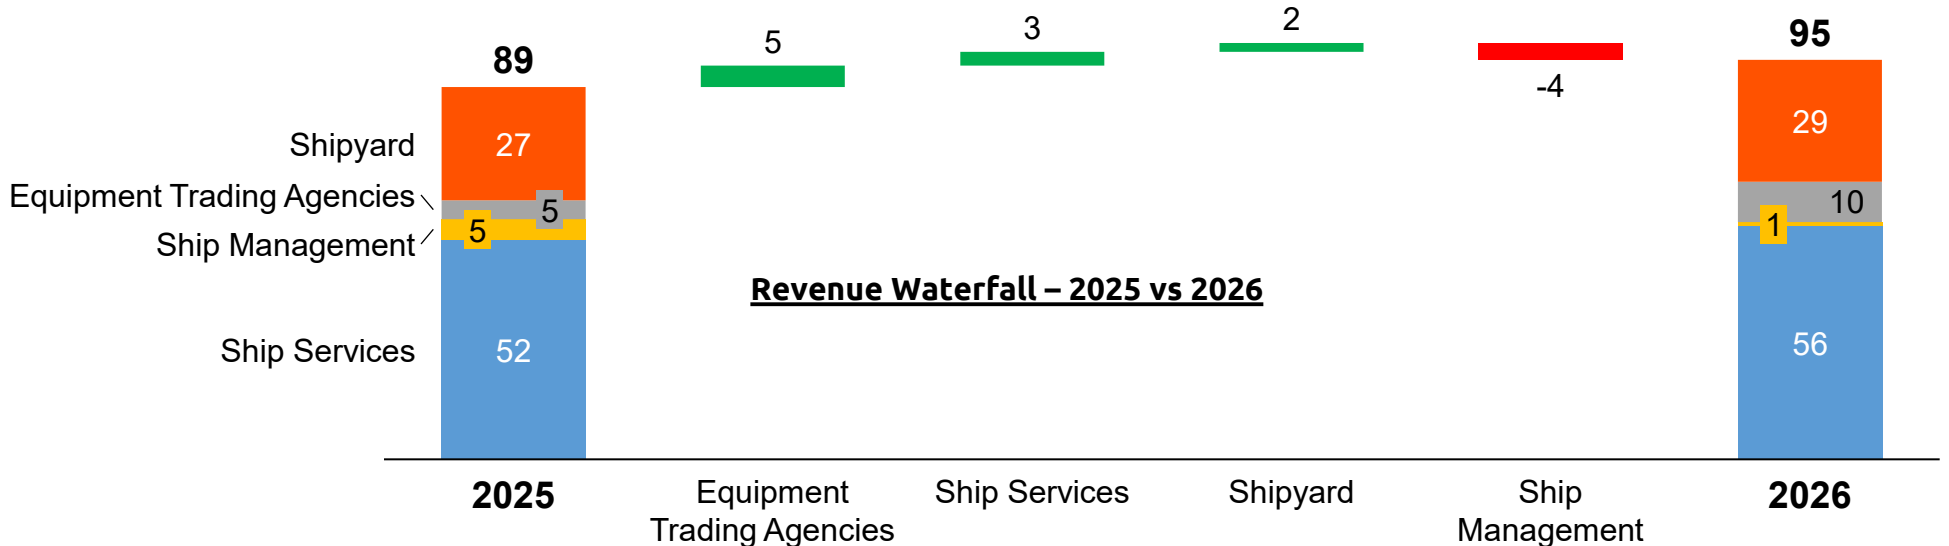 89
5
3
2
-4
95
Shipyard
27
29
Equipment Trading Agencies
5
10
Ship Management
5
1
Revenue Waterfall – 2025 vs 2026
Ship Services
52
56
2025
Equipment
Trading Agencies
Ship Services
Shipyard
Ship
Management
2026